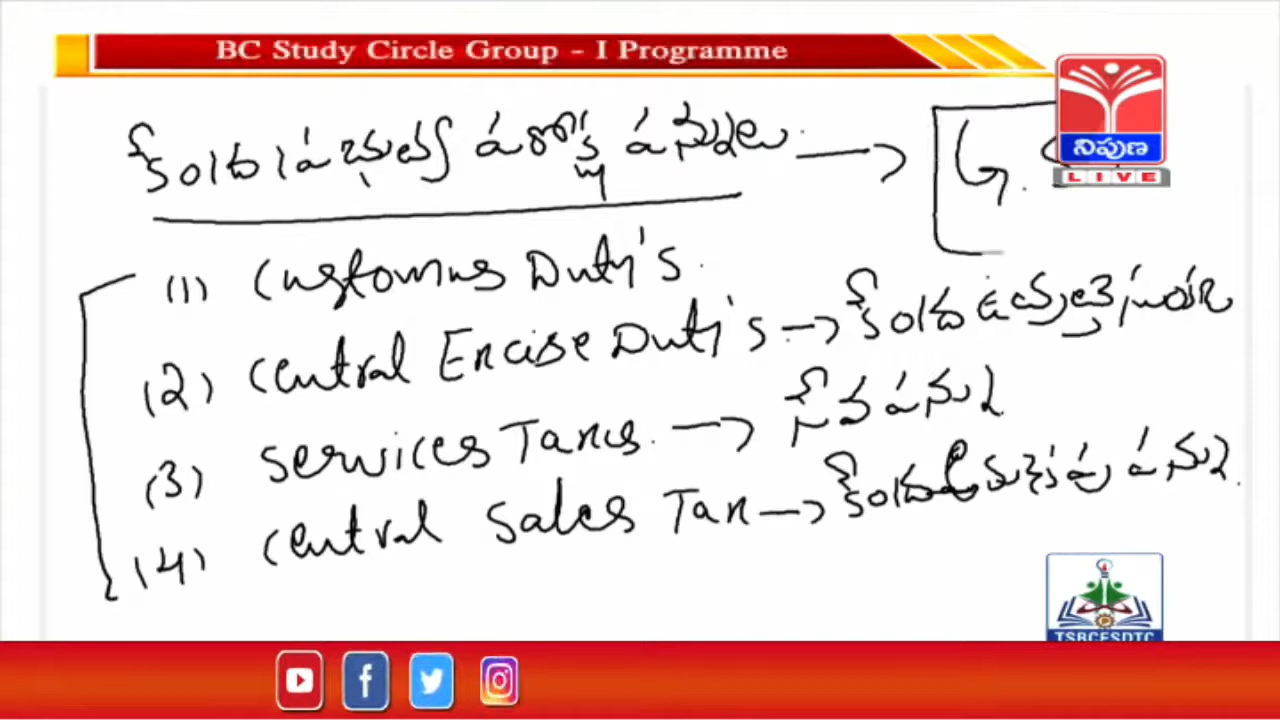 BC Study Circle Group - I Programme
నిపుణ
LIVE
కేంద్ర ప్రభుత్వ పరోక్ష పన్నులు → G.
(1) Customus Duty's.
(2) Central Excise Duty's. → కేంద్ర ఉత్పత్తి సుంకం
(3) Services Taxes. → సేవ పన్ను
(4) Central Sales Tax → కేంద్ర అమ్మకపు పన్ను.
TSBCESDTC